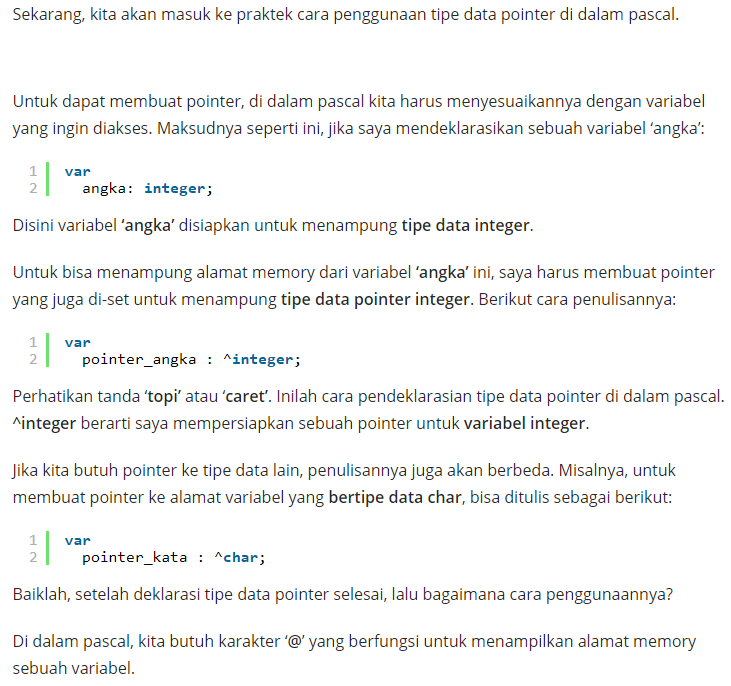 Sekarang, kita akan masuk ke praktek cara penggunaan tipe data pointer di dalam pascal.
Untuk dapat membuat pointer, di dalam pascal kita harus menyesuaikannya dengan variabel
yang ingin diakses. Maksudnya seperti ini, jika saya mendeklarasikan sebuah variabel ‘angka’:
1 var
2 angka: integer;
Disini variabel ‘angka’ disiapkan untuk menampung tipe data integer.
Untuk bisa menampung alamat memory dari variabel ‘angka’ ini, saya harus membuat pointer
yang juga di-set untuk menampung tipe data pointer integer. Berikut cara penulisannya:
1 var
2 pointer_angka : ^integer;
Perhatikan tanda ‘topi’ atau ‘caret’. Inilah cara pendeklarasian tipe data pointer di dalam pascal.
^integer berarti saya mempersiapkan sebuah pointer untuk variabel integer.
Jika kita butuh pointer ke tipe data lain, penulisannya juga akan berbeda. Misalnya, untuk
membuat pointer ke alamat variabel yang bertipe data char, bisa ditulis sebagai berikut:
1 var
2 pointer_kata : ^char;
Baiklah, setelah deklarasi tipe data pointer selesai, lalu bagaimana cara penggunaannya?
Di dalam pascal, kita butuh karakter ‘@’ yang berfungsi untuk menampilkan alamat memory
sebuah variabel.